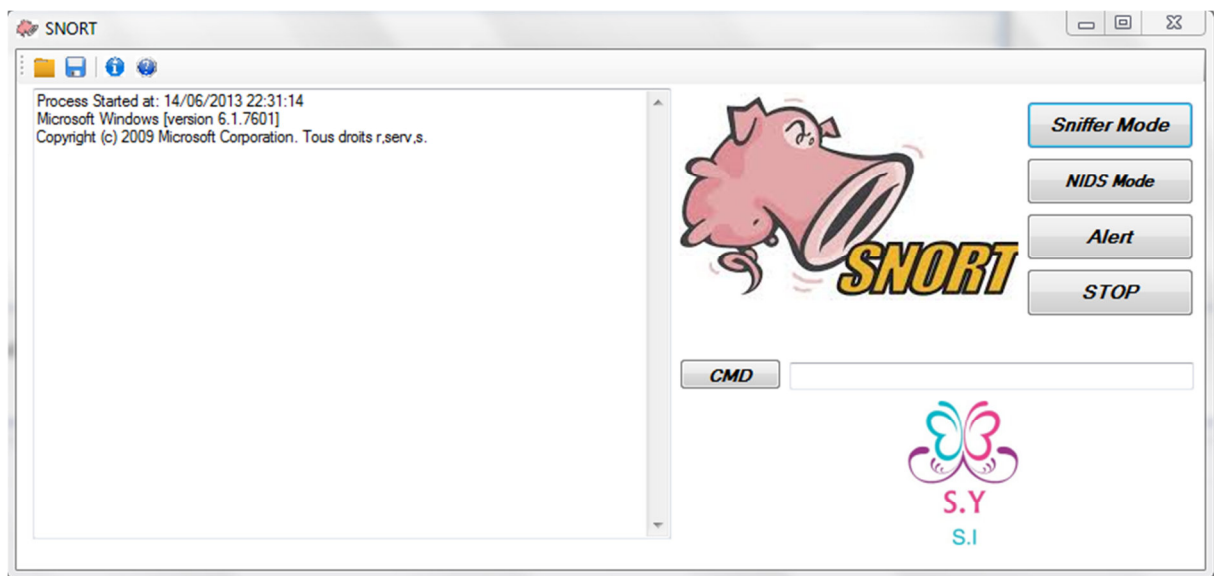 SNORT
Process Started at: 14/06/2013 22:31:14
Microsoft Windows [version 6.1.7601]
Copyright (c) 2009 Microsoft Corporation. Tous droits r,serv,s.
SNORT
Sniffer Mode
NIDS Mode
Alert
STOP
CMD
S.Y
S.I